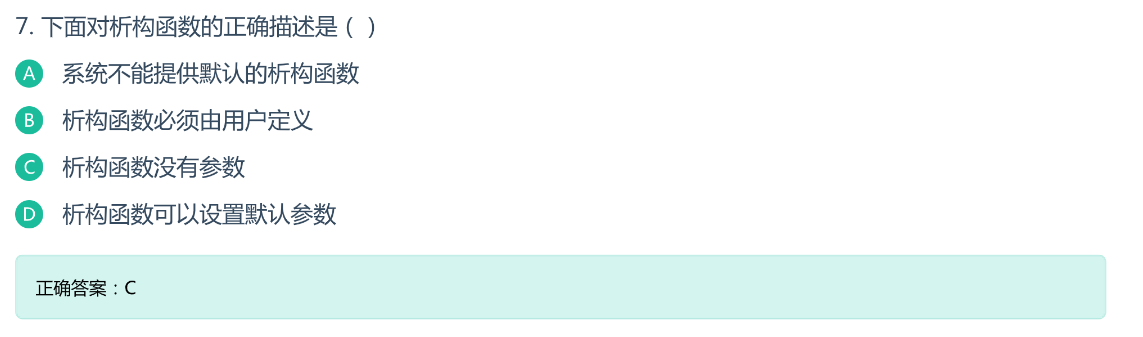 7. 下面对析构函数的正确描述是 ( )
A 系统不能提供默认的析构函数
B 析构函数必须由用户定义
C 析构函数没有参数
D 析构函数可以设置默认参数
正确答案：C